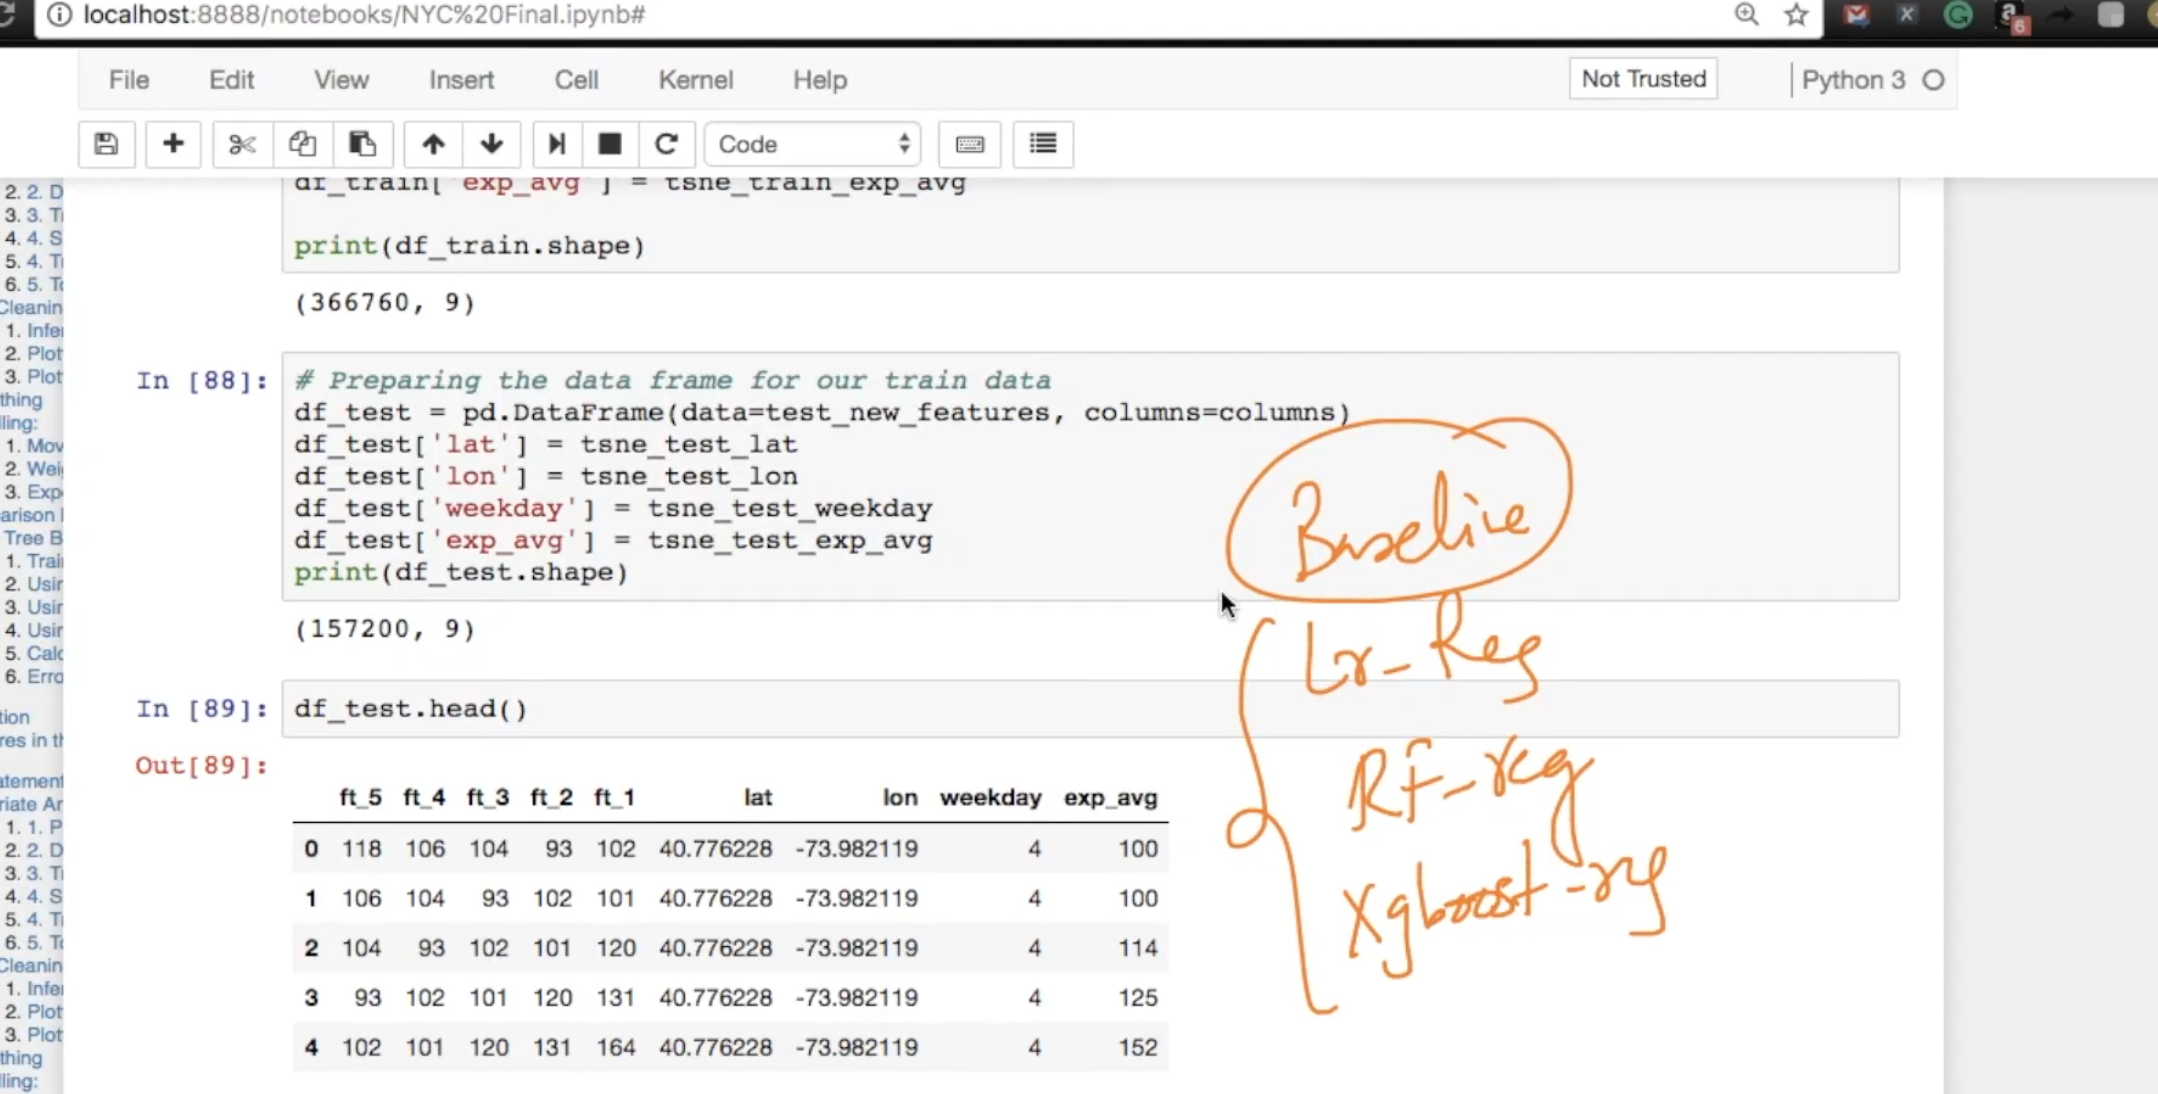 localhost:8888/notebooks/NYC%20Final.ipynb#
6
File Edit View Insert Cell Kernel Help Not Trusted Python 3
Code
2. 2. D
3. 3. Ti
4. 4. S
5. 4. Ti
6. 5. To
Cleanin
1. Infe
2. Plot
3. Plot
thing
lling:
1. Mov
2. Wei
3. Exp
arison
Tree B
1. Trai
2. Usir
3. Usir
4. Usir
5. Calc
6. Erro
tion
res in th
atement
riate Ar
1. 1. P
2. 2. D
3. 3. Ti
4. 4. S
5. 4. Ti
6. 5. To
Cleanin
1. Infe
2. Plot
3. Plot
thing
lling:
df_train['exp_avg'] = tsne_train_exp_avg
print(df_train.shape)
(366760, 9)
In [88]: # Preparing the data frame for our train data
df_test = pd.DataFrame(data=test_new_features, columns=columns)
df_test['lat'] = tsne_test_lat
df_test['lon'] = tsne_test_lon
df_test['weekday'] = tsne_test_weekday
df_test['exp_avg'] = tsne_test_exp_avg
print(df_test.shape)
(157200, 9)
In [89]: df_test.head()
Out[89]:
ft_5 ft_4 ft_3 ft_2 ft_1 lat lon weekday exp_avg
0 118 106 104 93 102 40.776228 -73.982119 4 100
1 106 104 93 102 101 40.776228 -73.982119 4 100
2 104 93 102 101 120 40.776228 -73.982119 4 114
3 93 102 101 120 131 40.776228 -73.982119 4 125
4 102 101 120 131 164 40.776228 -73.982119 4 152
Baseline
Lr-Reg
RF-reg
Xgboost-reg